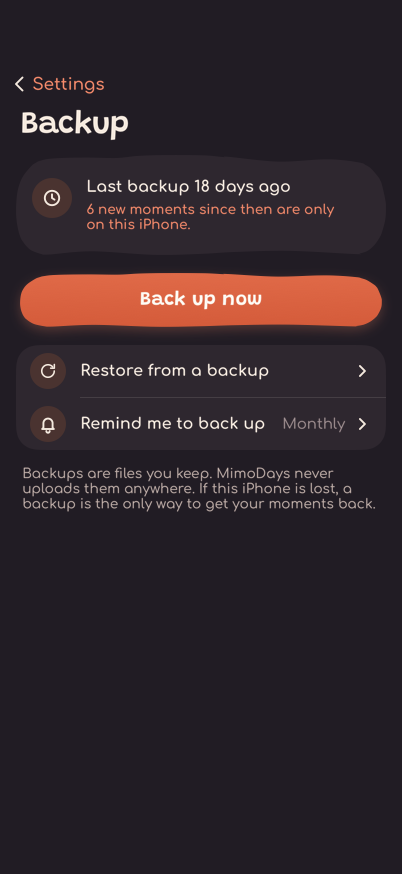 Settings
Backup
Last backup 18 days ago
6 new moments since then are only
on this iPhone.
Back up now
Restore from a backup
Remind me to back up Monthly
Backups are files you keep. MimoDays never
uploads them anywhere. If this iPhone is lost, a
backup is the only way to get your moments back.